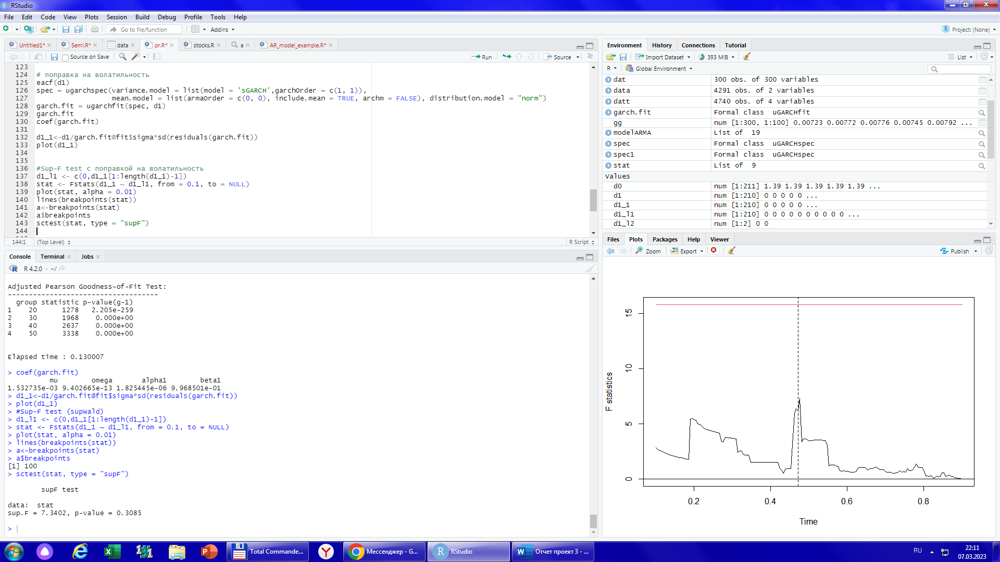 RStudio
File Edit Code View Plots Session Build Debug Profile Tools Help
Go to file/function Addins Project: (None)
Untitled1* Semi.R* data pr.R* stocks.R a AR_model_example.R*
Source on Save Run Source
123
124 # поправка на волатильность
125 eacf(d1)
126 spec = ugarchspec(variance.model = list(model = 'sGARCH',garchOrder = c(1, 1)),
127 mean.model = list(armaOrder = c(0, 0), include.mean = TRUE, archm = FALSE), distribution.model = "norm")
128 garch.fit = ugarchfit(spec, d1)
129 garch.fit
130 coef(garch.fit)
131
132 d1_1<-d1/garch.fit@fit$sigma*sd(residuals(garch.fit))
133 plot(d1_1)
134
135
136 #Sup-F test с поправкой на волатильность
137 d1_l1 <- c(0,d1_1[1:length(d1_1)-1])
138 stat <- Fstats(d1_1 ~ d1_l1, from = 0.1, to = NULL)
139 plot(stat, alpha = 0.01)
140 lines(breakpoints(stat))
141 a<-breakpoints(stat)
142 a$breakpoints
143 sctest(stat, type = "supF")
144
144:1 (Top Level) R Script
Console Terminal Jobs
R 4.2.0 · ~/
Adjusted Pearson Goodness-of-Fit Test:
------------------------------------
group statistic p-value(g-1)
1 20 1278 2.205e-259
2 30 1968 0.000e+00
3 40 2637 0.000e+00
4 50 3338 0.000e+00
Elapsed time : 0.130007
> coef(garch.fit)
mu omega alpha1 beta1
1.532735e-03 9.402665e-13 1.825445e-06 9.968501e-01
> d1_1<-d1/garch.fit@fit$sigma*sd(residuals(garch.fit))
> plot(d1_1)
> #Sup-F test (supWald)
> d1_l1 <- c(0,d1_1[1:length(d1_1)-1])
> stat <- Fstats(d1_1 ~ d1_l1, from = 0.1, to = NULL)
> plot(stat, alpha = 0.01)
> lines(breakpoints(stat))
> a<-breakpoints(stat)
> a$breakpoints
[1] 100
> sctest(stat, type = "supF")
supF test
data: stat
sup.F = 7.3402, p-value = 0.3085
>
Environment History Connections Tutorial
Import Dataset 393 MiB List
R Global Environment
dat 300 obs. of 300 variables
data 4291 obs. of 2 variables
datt 4740 obs. of 4 variables
garch.fit Formal class uGARCHfit
gg num [1:300, 1:100] 0.00723 0.00772 0.00776 0.00745 0.00792 ...
modelARMA List of 19
spec Formal class uGARCHspec
spec1 Formal class uGARCHspec
stat List of 9
Values
d0 num [1:211] 1.39 1.39 1.39 1.39 1.39 ...
d1 num [1:210] 0 0 0 0 0 ...
d1_1 num [1:210] 0 0 0 0 0 ...
d1_l1 num [1:210] 0 0 0 0 0 0 0 0 0 0 ...
d1_l2 num [1:2] 0 0
Files Plots Packages Help Viewer
Zoom Export Publish
15
10
5
0
F statistics
0.2 0.4 0.6 0.8
Time
Total Commande... Мессенджер - G... RStudio Отчет проект 3 - ... RU 22:11
07.03.2023